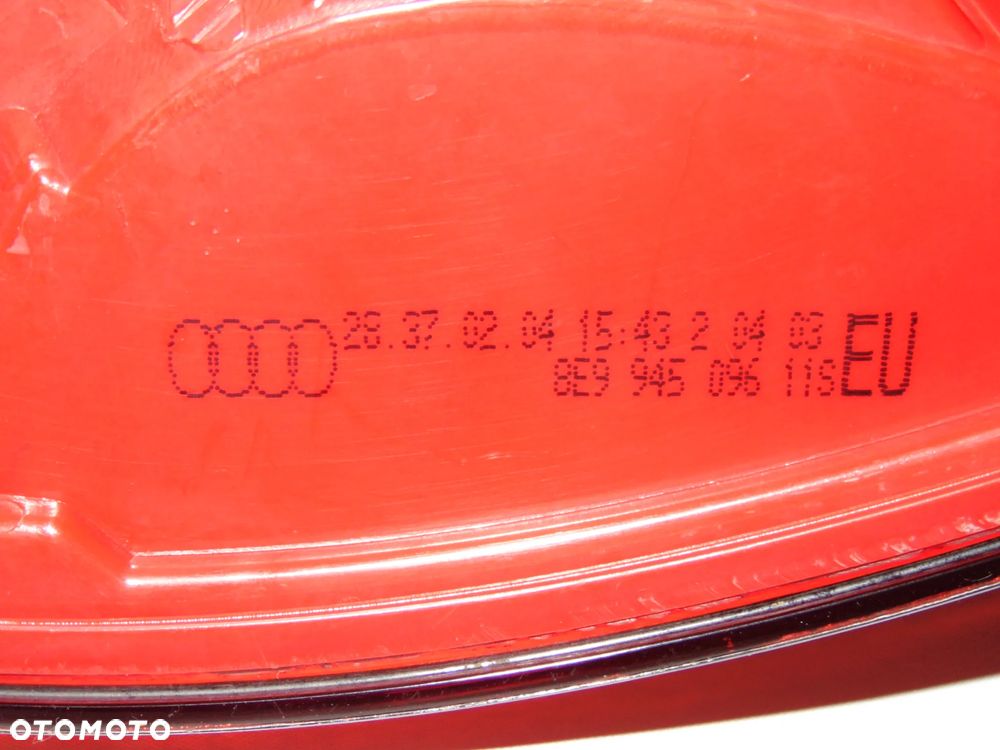 28.37 02.04 15:43 2 04 03
8E9 945 096 11S EU
OTOMOTO